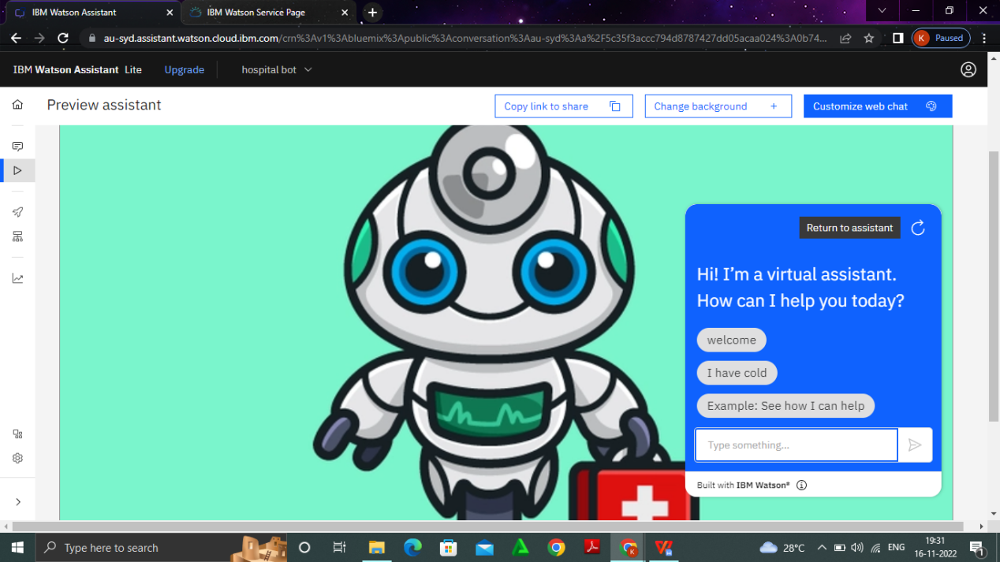 IBM Watson Assistant
IBM Watson Service Page
au-syd.assistant.watson.cloud.ibm.com/crn%3Av1%3Abluemix%3Apublic%3Aconversation%3Aau-syd%3Aa%2F5c35f3accc794d8787427dd05acaa024%3A0b74...
K Paused
IBM Watson Assistant Lite
Upgrade
hospital bot
Preview assistant
Copy link to share
Change background +
Customize web chat
Return to assistant
Hi! I'm a virtual assistant.
How can I help you today?
welcome
I have cold
Example: See how I can help
Type something...
Built with IBM Watson®
Type here to search
28°C
ENG
19:31
16-11-2022
1